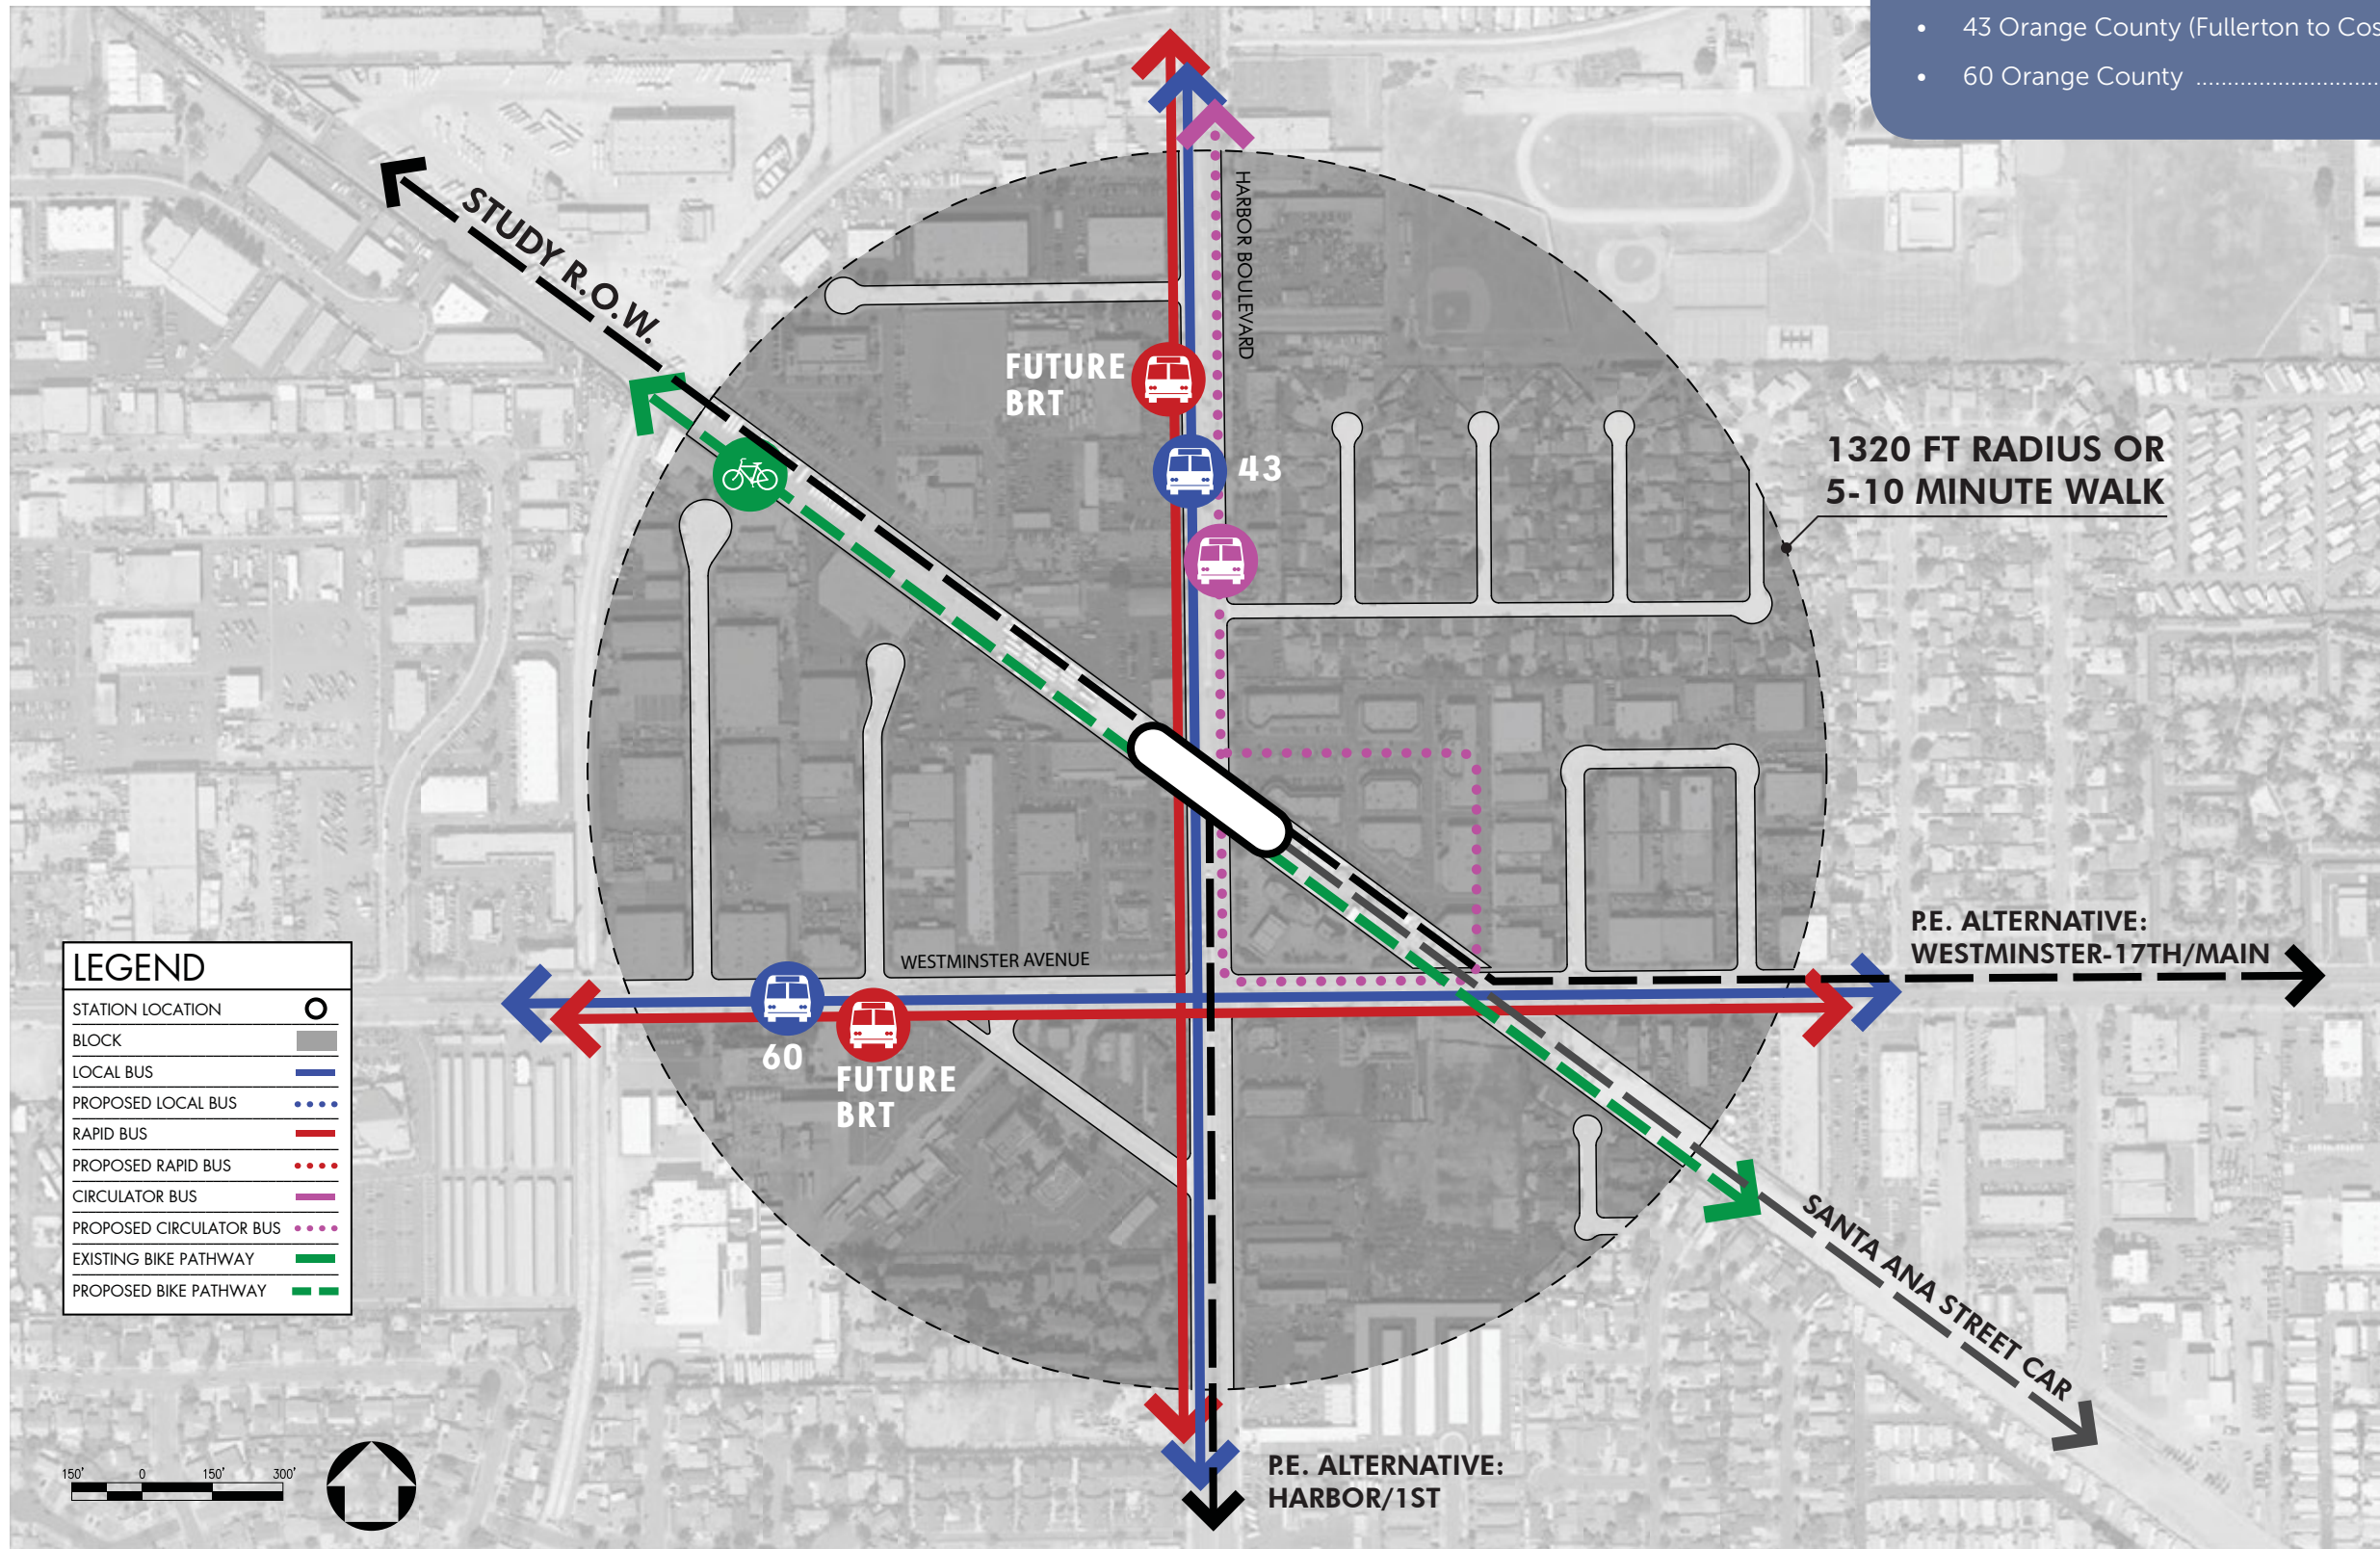 • 43 Orange County (Fullerton to Cos
• 60 Orange County ..............................
STUDY R.O.W.
HARBOR BOULEVARD
FUTURE
BRT
43
1320 FT RADIUS OR
5-10 MINUTE WALK
P.E. ALTERNATIVE:
WESTMINSTER-17TH/MAIN
WESTMINSTER AVENUE
60
FUTURE
BRT
SANTA ANA STREET CAR
P.E. ALTERNATIVE:
HARBOR/1ST
LEGEND
STATION LOCATION
BLOCK
LOCAL BUS
PROPOSED LOCAL BUS
RAPID BUS
PROPOSED RAPID BUS
CIRCULATOR BUS
PROPOSED CIRCULATOR BUS
EXISTING BIKE PATHWAY
PROPOSED BIKE PATHWAY
150' 0 150' 300'